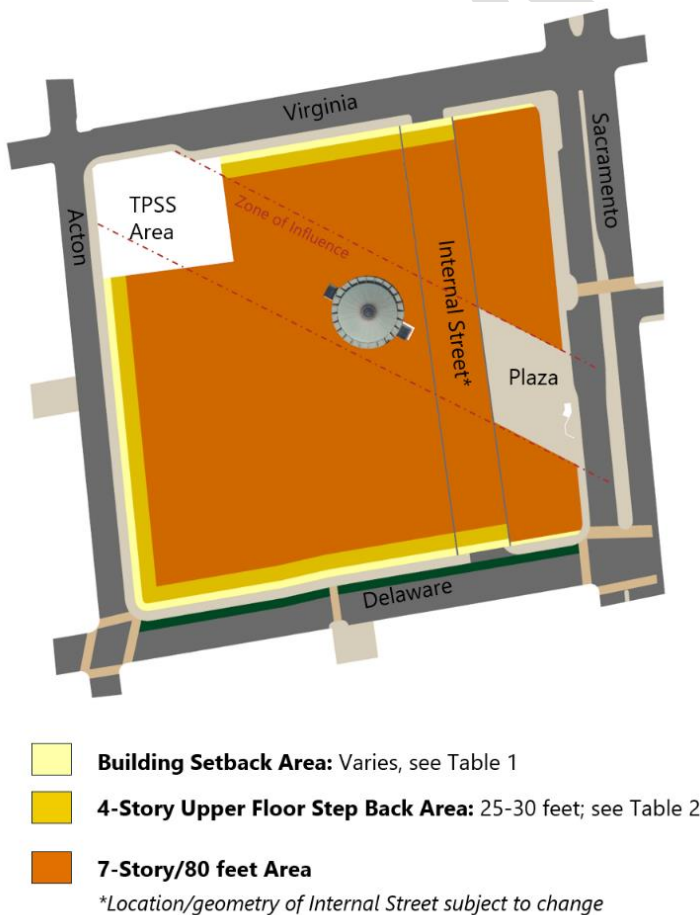 Virginia
Sacramento
TPSS
Area
Acton
Zone of Influence
Internal Street*
Plaza
Delaware
Building Setback Area: Varies, see Table 1
4-Story Upper Floor Step Back Area: 25-30 feet; see Table 2
7-Story/80 feet Area
*Location/geometry of Internal Street subject to change